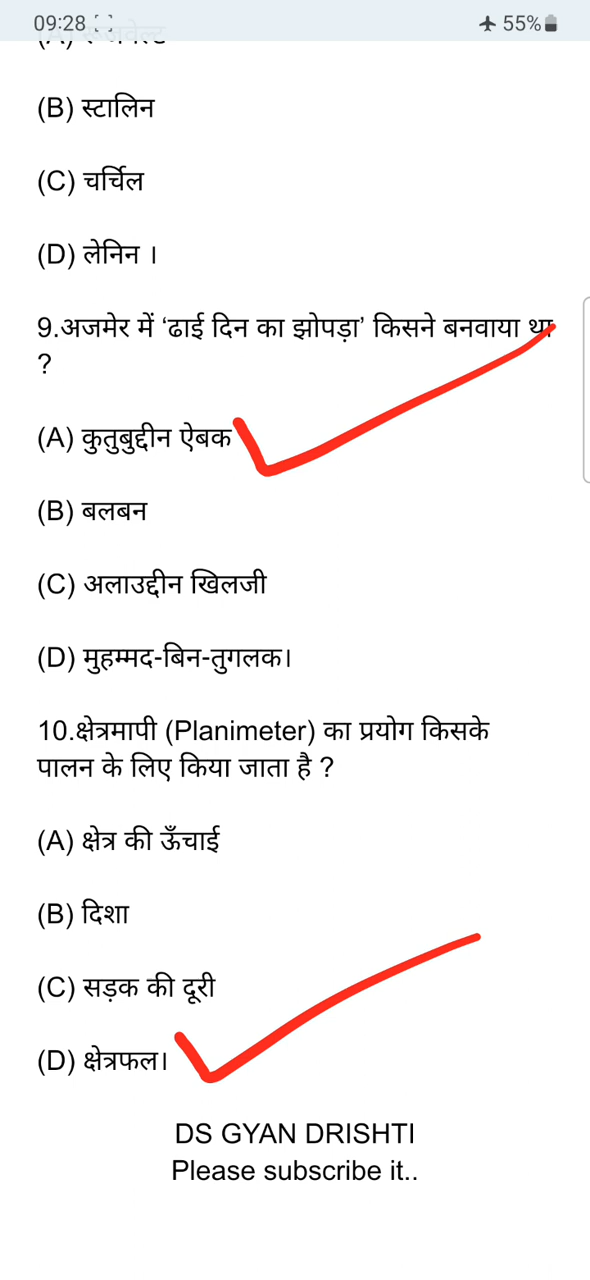 09:28
55%
(B) स्टालिन
(C) चर्चिल
(D) लेनिन ।
9.अजमेर में ‘ढाई दिन का झोपड़ा’ किसने बनवाया था
?
(A) कुतुबुद्दीन ऐबक
(B) बलबन
(C) अलाउद्दीन खिलजी
(D) मुहम्मद-बिन-तुगलक।
10.क्षेत्रमापी (Planimeter) का प्रयोग किसके
पालन के लिए किया जाता है ?
(A) क्षेत्र की ऊँचाई
(B) दिशा
(C) सड़क की दूरी
(D) क्षेत्रफल।
DS GYAN DRISHTI
Please subscribe it..